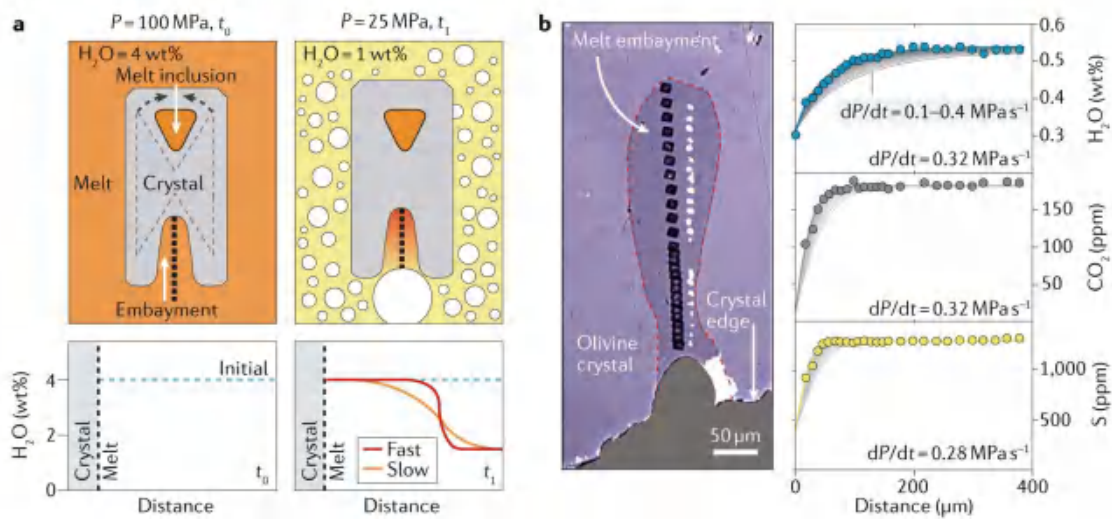 a
P = 100 MPa, t₀
P = 25 MPa, t₁
H₂O = 4 wt%
Melt inclusion
Melt
Crystal
Embayment
H₂O = 1 wt%
H₂O (wt%)
4
2
0
Crystal
Melt
Initial
t₀
Distance
Crystal
Melt
Fast
Slow
t₁
Distance
b
Melt embayment
Olivine
crystal
Crystal
edge
50 µm
0.6
0.5
0.4
0.3
H₂O (wt%)
dP/dt = 0.1–0.4 MPa s⁻¹
dP/dt = 0.32 MPa s⁻¹
150
100
50
CO₂ (ppm)
dP/dt = 0.32 MPa s⁻¹
1,000
500
S (ppm)
dP/dt = 0.28 MPa s⁻¹
0
200
400
Distance (µm)